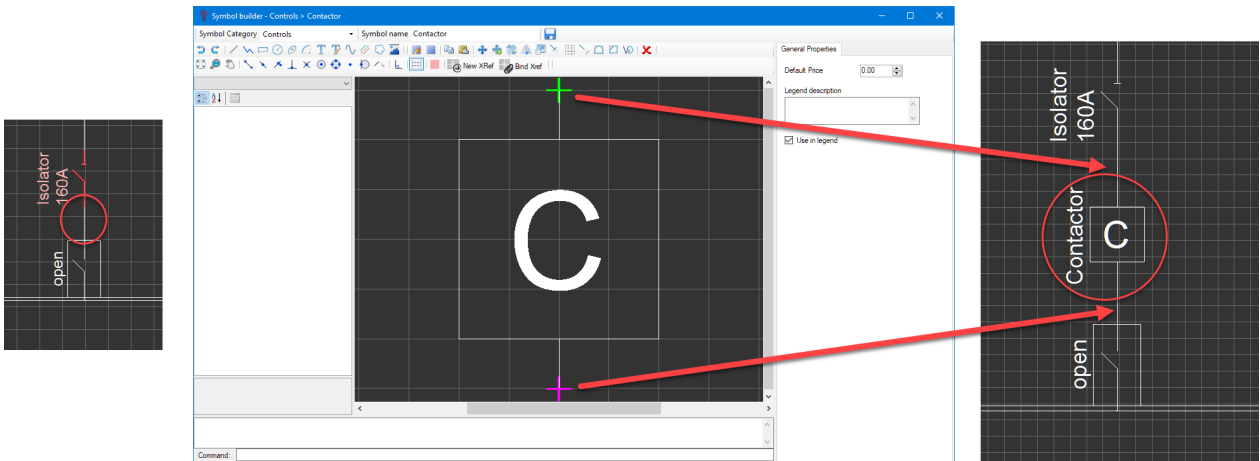 Symbol builder - Controls > Contactor
Symbol Category Controls
Symbol name Contactor
New XRef
Bind Xref
General Properties
Default Price 0.00
Legend description
Use in legend
Isolator
160A
open
C
Isolator
160A
Contactor
C
open
Command: